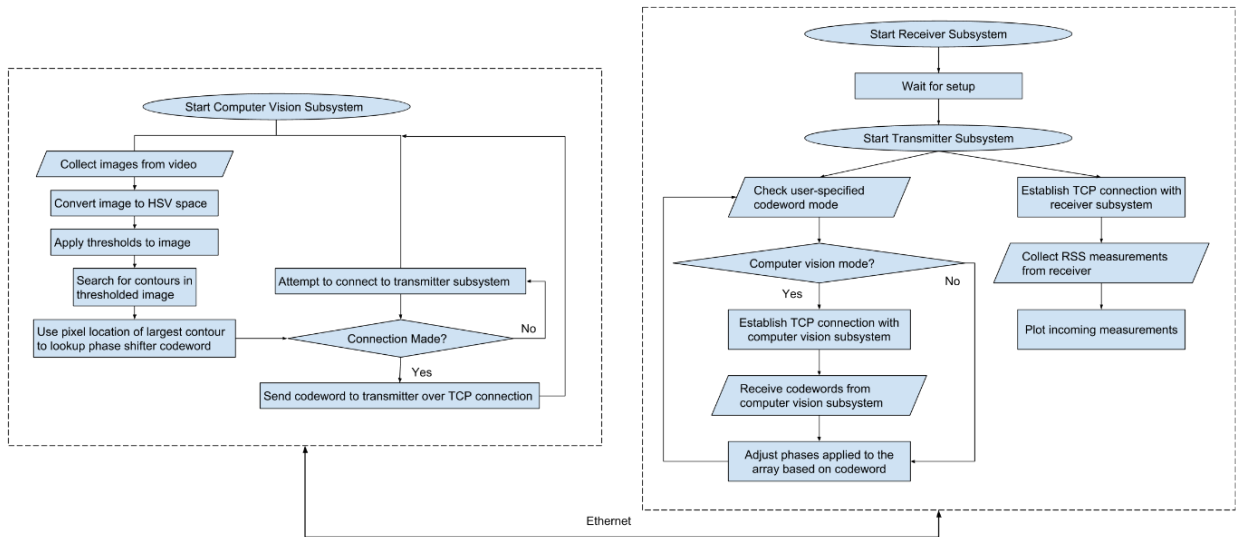 Start Computer Vision Subsystem
Collect images from video
Convert image to HSV space
Apply thresholds to image
Search for contours in
thresholded image
Use pixel location of largest contour
to lookup phase shifter codeword
Attempt to connect to transmitter subsystem
Connection Made?
No
Yes
Send codeword to transmitter over TCP connection
Start Receiver Subsystem
Wait for setup
Start Transmitter Subsystem
Check user-specified
codeword mode
Computer vision mode?
No
Yes
Establish TCP connection with
computer vision subsystem
Receive codewords from
computer vision subsystem
Adjust phases applied to the
array based on codeword
Establish TCP connection with
receiver subsystem
Collect RSS measurements
from receiver
Plot incoming measurements
Ethernet